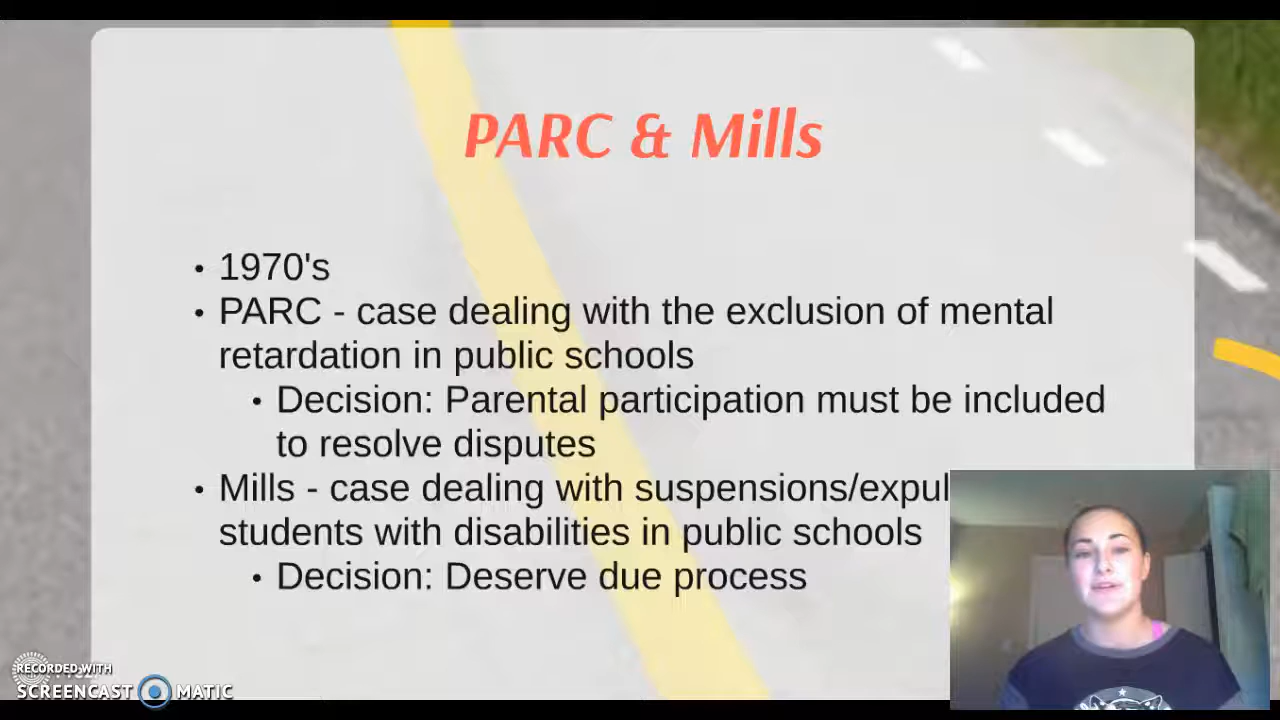 PARC & Mills
• 1970's
• PARC - case dealing with the exclusion of mental
retardation in public schools
• Decision: Parental participation must be included
to resolve disputes
• Mills - case dealing with suspensions/expul
students with disabilities in public schools
• Decision: Deserve due process
RECORDED WITH
SCREENCAST MATIC